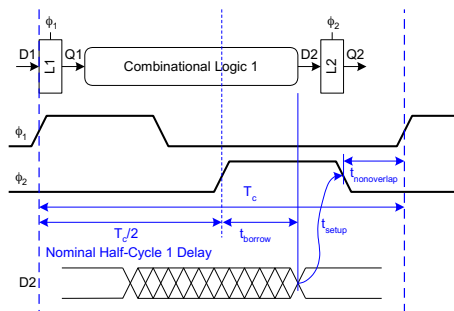 ϕ1 ϕ2
D1 L1 Q1 Combinational Logic 1 D2 L2 Q2
ϕ1
ϕ2
tnonoverlap
Tc
Tc/2 tborrow tsetup
Nominal Half-Cycle 1 Delay
D2